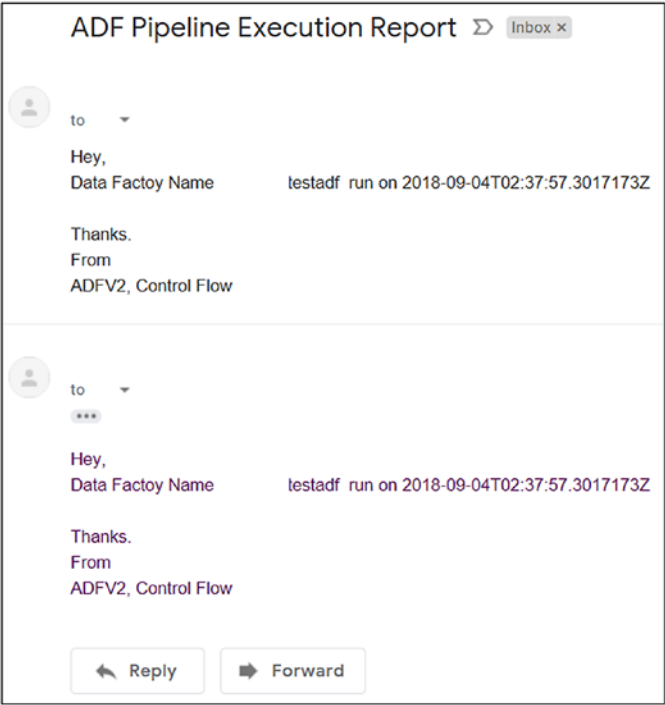 ADF Pipeline Execution Report Inbox ×
to
Hey,
Data Factoy Name testadf run on 2018-09-04T02:37:57.3017173Z
Thanks.
From
ADFV2, Control Flow
to
•••
Hey,
Data Factoy Name testadf run on 2018-09-04T02:37:57.3017173Z
Thanks.
From
ADFV2, Control Flow
Reply Forward